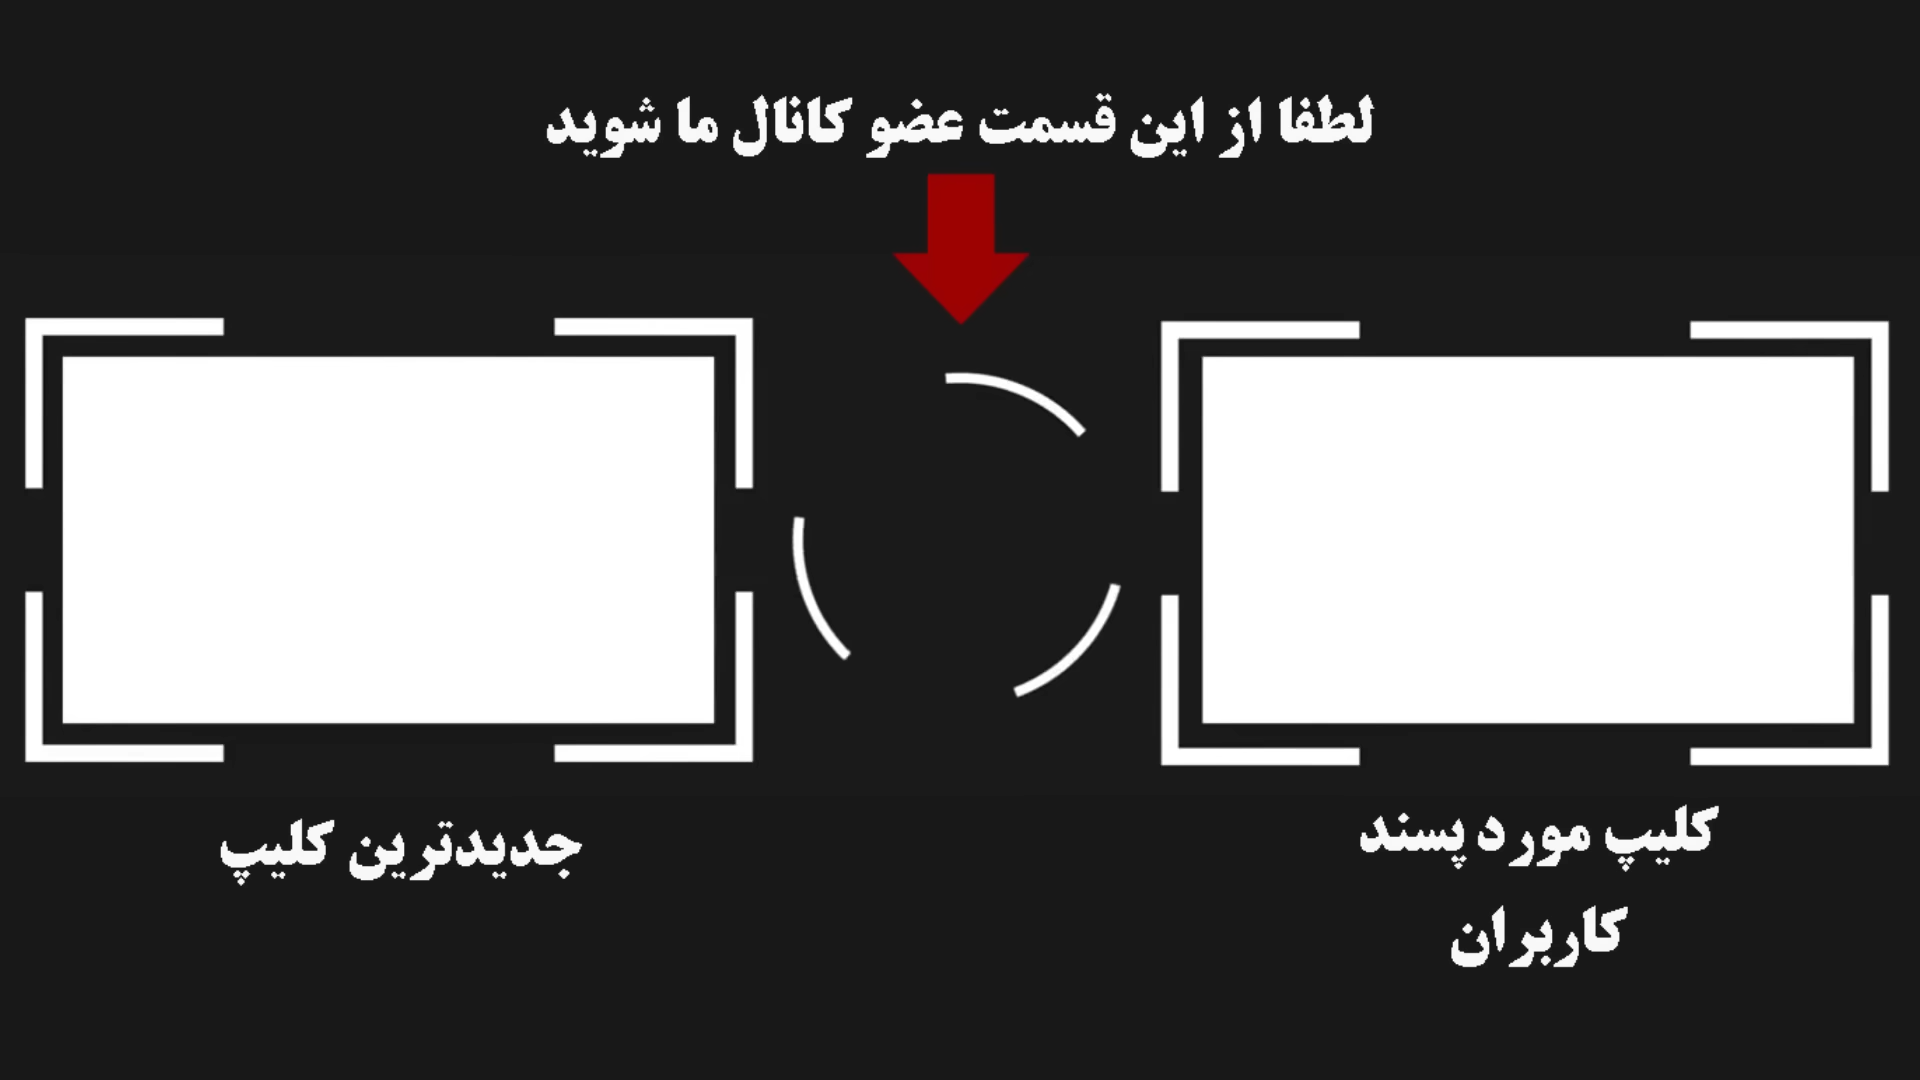 لطفا از این قسمت عضو کانال ما شوید
کلیپ مورد پسند
کاربران
جدیدترین کلیپ